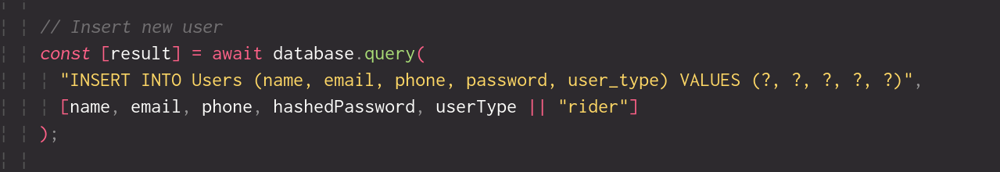 // Insert new user
const [result] = await database.query(
"INSERT INTO Users (name, email, phone, password, user_type) VALUES (?, ?, ?, ?, ?)",
[name, email, phone, hashedPassword, userType || "rider"]
);